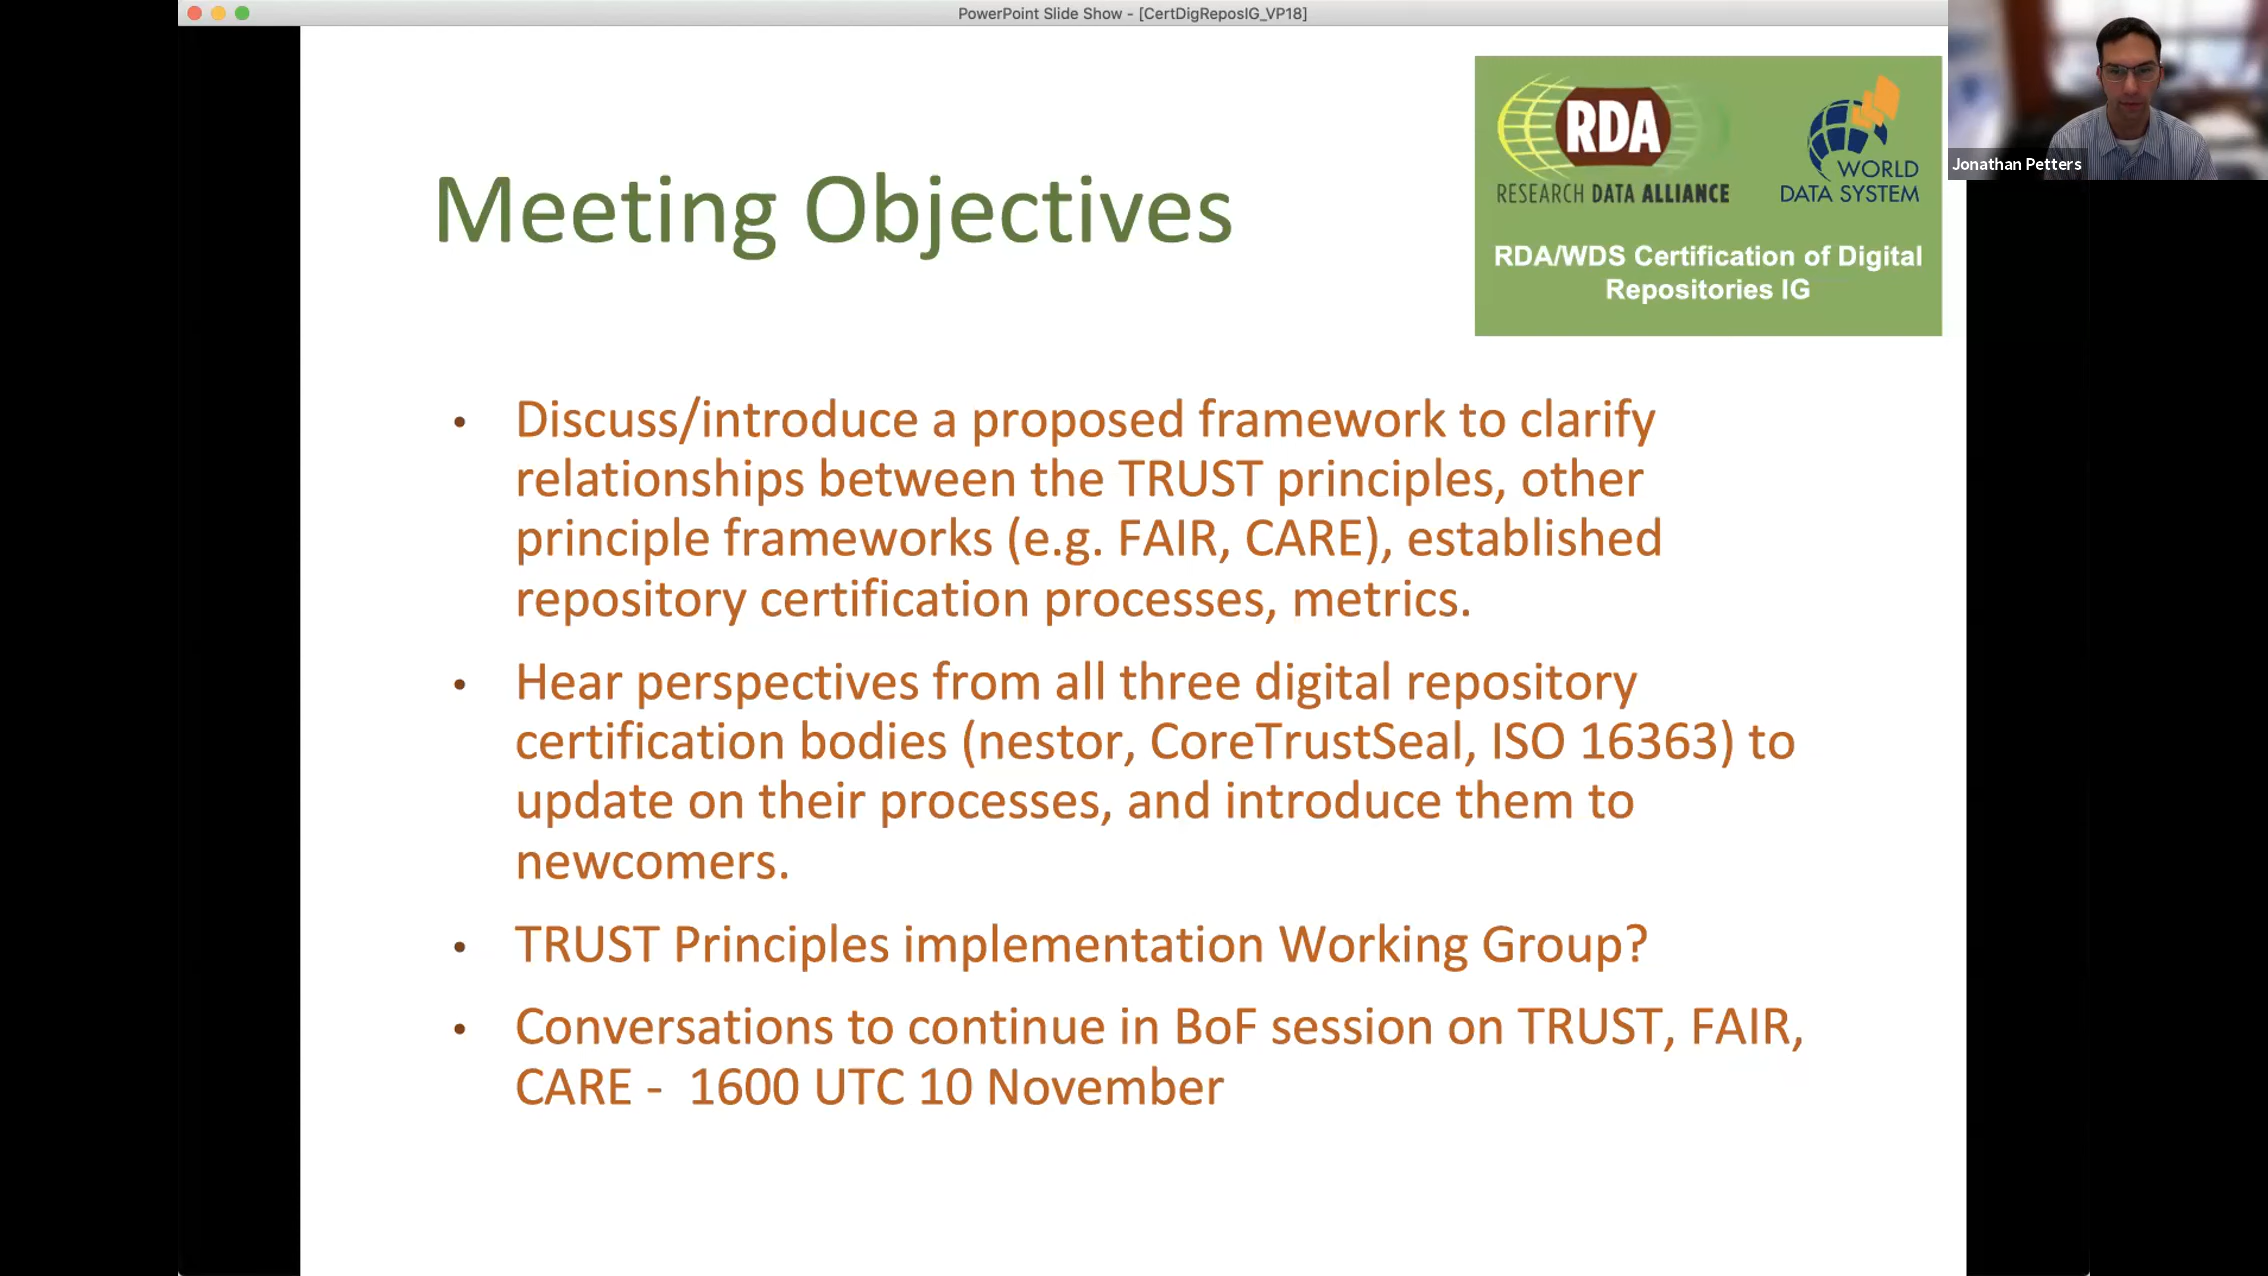 PowerPoint Slide Show - [CertDigReposIG_VP18]
RDA
RESEARCH DATA ALLIANCE
WORLD
DATA SYSTEM
RDA/WDS Certification of Digital
Repositories IG
Jonathan Petters
Meeting Objectives
• Discuss/introduce a proposed framework to clarify
relationships between the TRUST principles, other
principle frameworks (e.g. FAIR, CARE), established
repository certification processes, metrics.
• Hear perspectives from all three digital repository
certification bodies (nestor, CoreTrustSeal, ISO 16363) to
update on their processes, and introduce them to
newcomers.
• TRUST Principles implementation Working Group?
• Conversations to continue in BoF session on TRUST, FAIR,
CARE - 1600 UTC 10 November